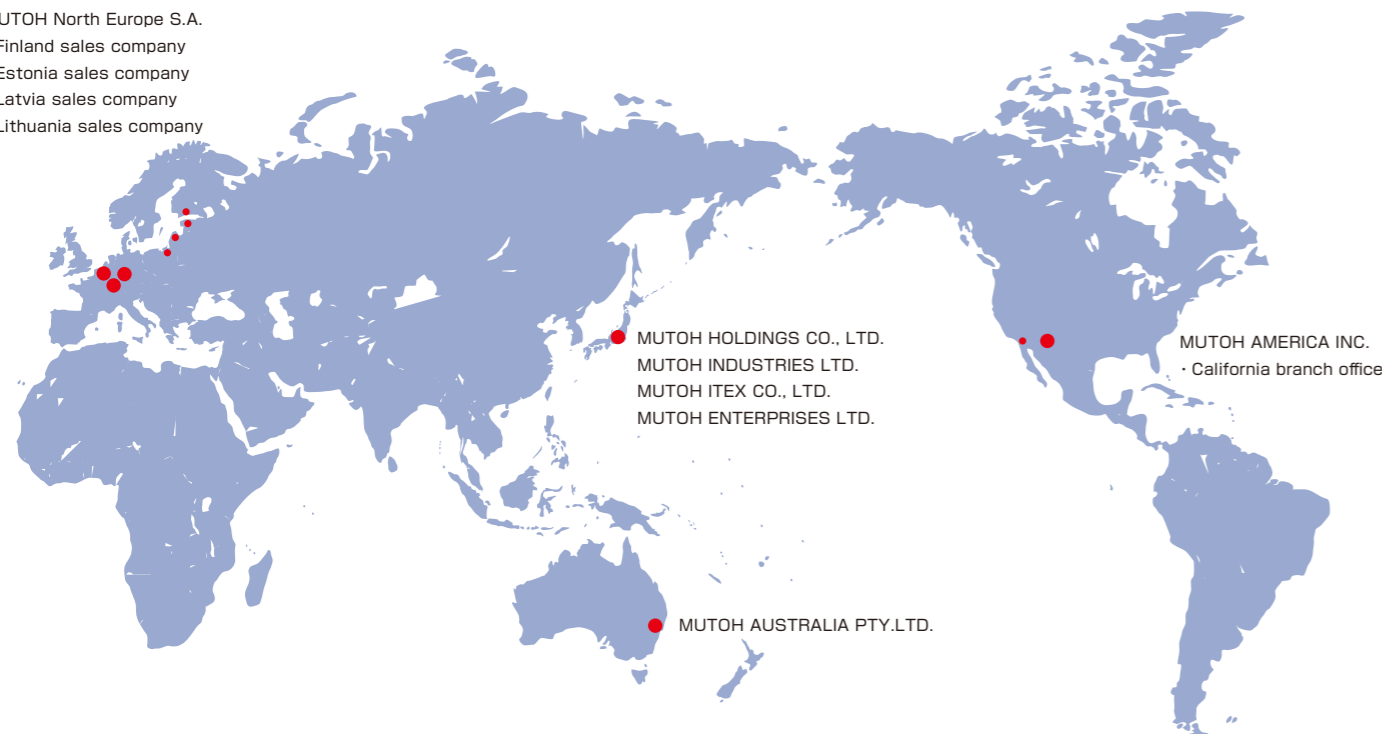 UTOH North Europe S.A.
Finland sales company
Estonia sales company
Latvia sales company
Lithuania sales company
MUTOH HOLDINGS CO., LTD.
MUTOH INDUSTRIES LTD.
MUTOH ITEX CO., LTD.
MUTOH ENTERPRISES LTD.
MUTOH AMERICA INC.
・California branch office
MUTOH AUSTRALIA PTY.LTD.